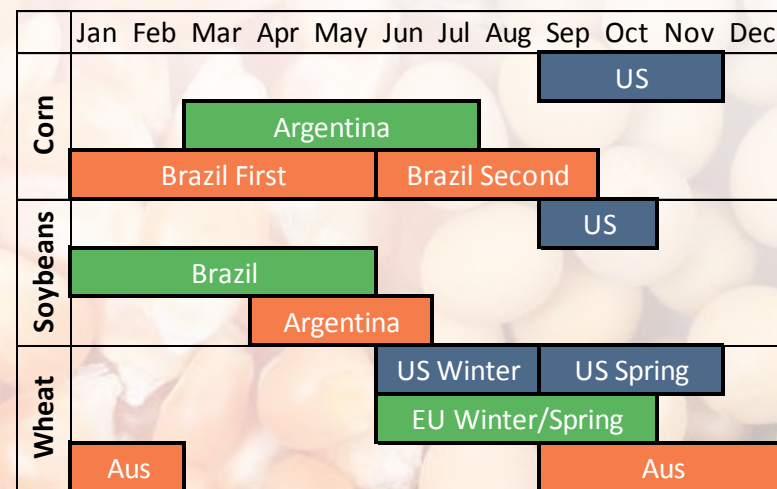 Jan Feb Mar Apr May Jun Jul Aug Sep Oct Nov Dec
Corn
US
Argentina
Brazil First Brazil Second
Soybeans
US
Brazil
Argentina
Wheat
US Winter US Spring
EU Winter/Spring
Aus Aus